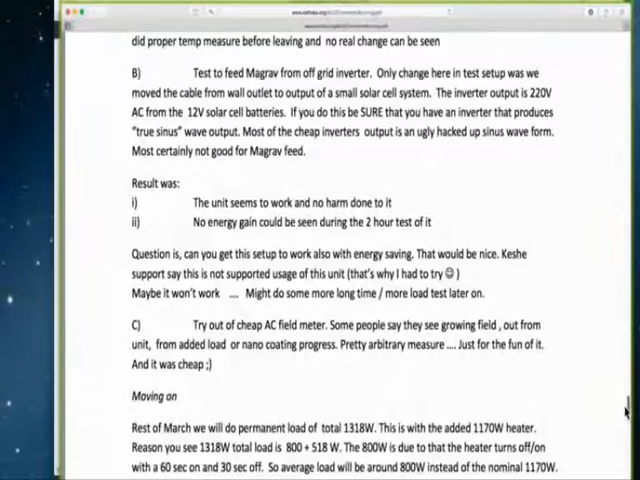 did proper temp measure before leaving and no real change can be seen
B) Test to feed Magrav from off grid inverter. Only change here in test setup was we
moved the cable from wall outlet to output of a small solar cell system. The inverter output is 220V
AC from the 12V solar cell batteries. If you do this be SURE that you have an inverter that produces
"true sinus" wave output. Most of the cheap inverters output is an ugly hacked up sinus wave form.
Most certainly not good for Magrav feed.
Result was:
i) The unit seems to work and no harm done to it
ii) No energy gain could be seen during the 2 hour test of it
Question is, can you get this setup to work also with energy saving. That would be nice. Keshe
support say this is not supported usage of this unit (that's why I had to try ☺ )
Maybe it won't work .... Might do some more long time / more load test later on.
C) Try out of cheap AC field meter. Some people say they see growing field , out from
unit, from added load or nano coating progress. Pretty arbitrary measure .... Just for the fun of it.
And it was cheap ;)
Moving on
Rest of March we will do permanent load of total 1318W. This is with the added 1170W heater.
Reason you see 1318W total load is 800 + 518 W. The 800W is due to that the heater turns off/on
with a 60 sec on and 30 sec off. So average load will be around 800W instead of the nominal 1170W.